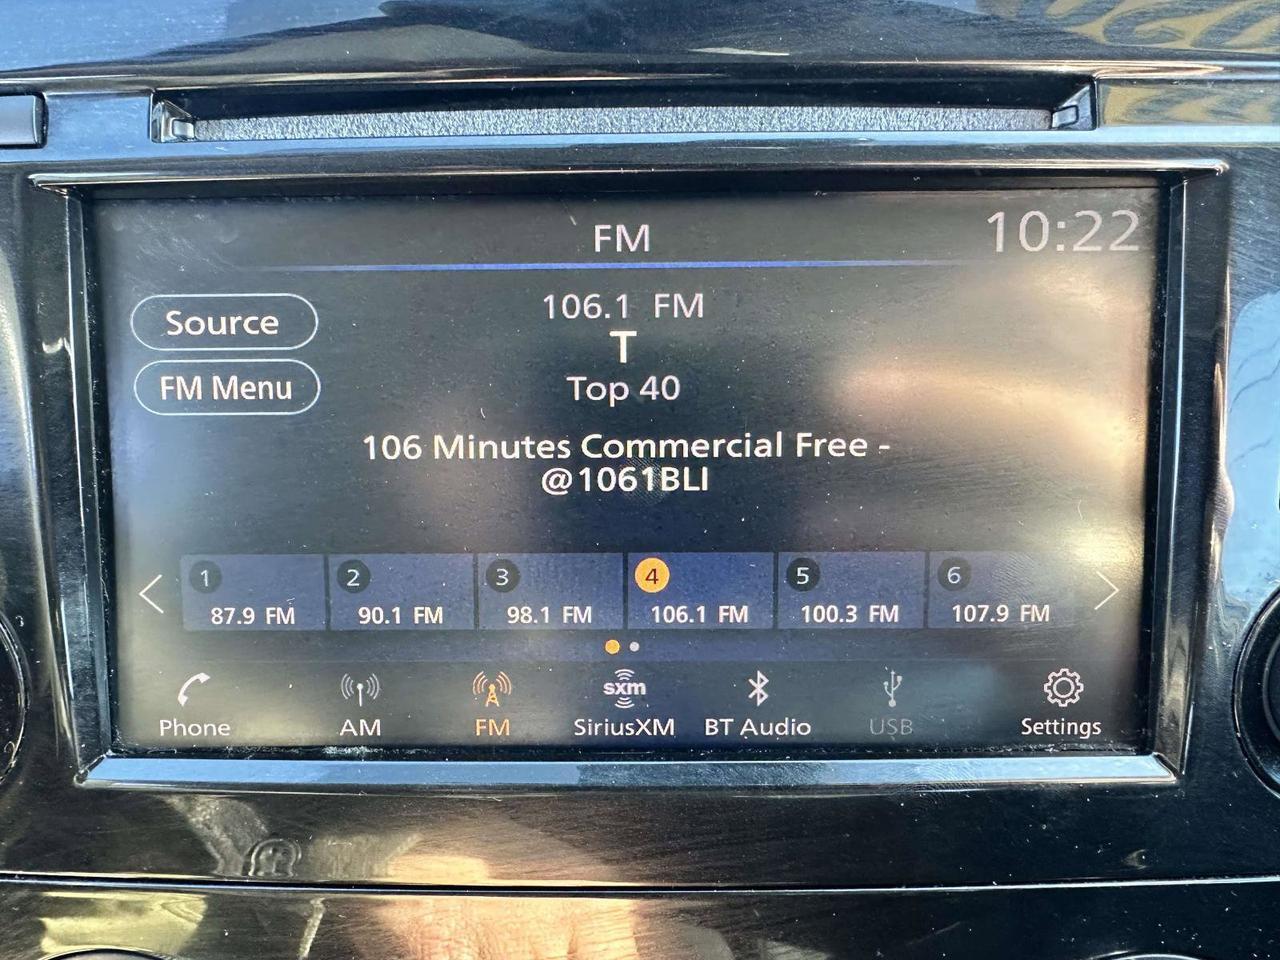 FM
10:22
Source
FM Menu
106.1 FM
T
Top 40
106 Minutes Commercial Free -
@1061BLI
1
87.9 FM
2
90.1 FM
3
98.1 FM
4
106.1 FM
5
100.3 FM
6
107.9 FM
Phone
AM
FM
sxm
SiriusXM
BT Audio
USB
Settings